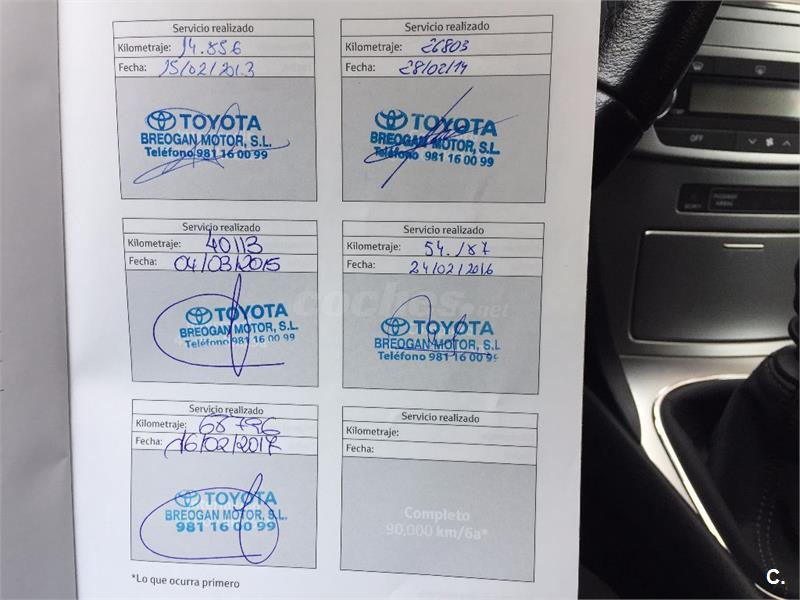 Servicio realizado
Kilometraje: 14.856
Fecha: 15/02/2013
TOYOTA
BREOGAN MOTOR, S.L.
Teléfono 981 16 00 99
Servicio realizado
Kilometraje: 26803
Fecha: 28/02/14
TOYOTA
BREOGAN MOTOR, S.L.
Teléfono 981 16 00 99
Servicio realizado
Kilometraje: 40113
Fecha: 04/03/2015
TOYOTA
BREOGAN MOTOR, S.L.
Teléfono 981 16 00 99
Servicio realizado
Kilometraje: 54.187
Fecha: 24/02/2016
TOYOTA
BREOGAN MOTOR, S.L.
Teléfono 981 16 00 99
Servicio realizado
Kilometraje: 68796
Fecha: 16/02/2017
TOYOTA
BREOGAN MOTOR, S.L.
981 16 00 99
Servicio realizado
Kilometraje:
Fecha:
Completo
90,000 km/6a*
*Lo que ocurra primero
coches.net
OFF
C.